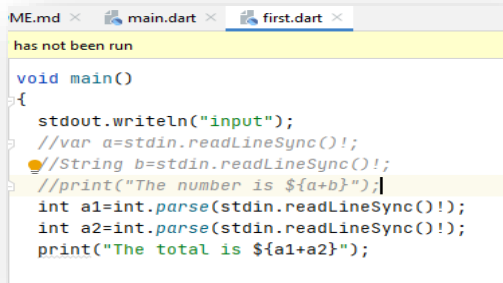 ME.md × main.dart × first.dart ×
has not been run
void main()
{
stdout.writeln("input");
//var a=stdin.readLineSync()!;
//String b=stdin.readLineSync()!;
//print("The number is ${a+b}");
int a1=int.parse(stdin.readLineSync()!);
int a2=int.parse(stdin.readLineSync()!);
print("The total is ${a1+a2}");